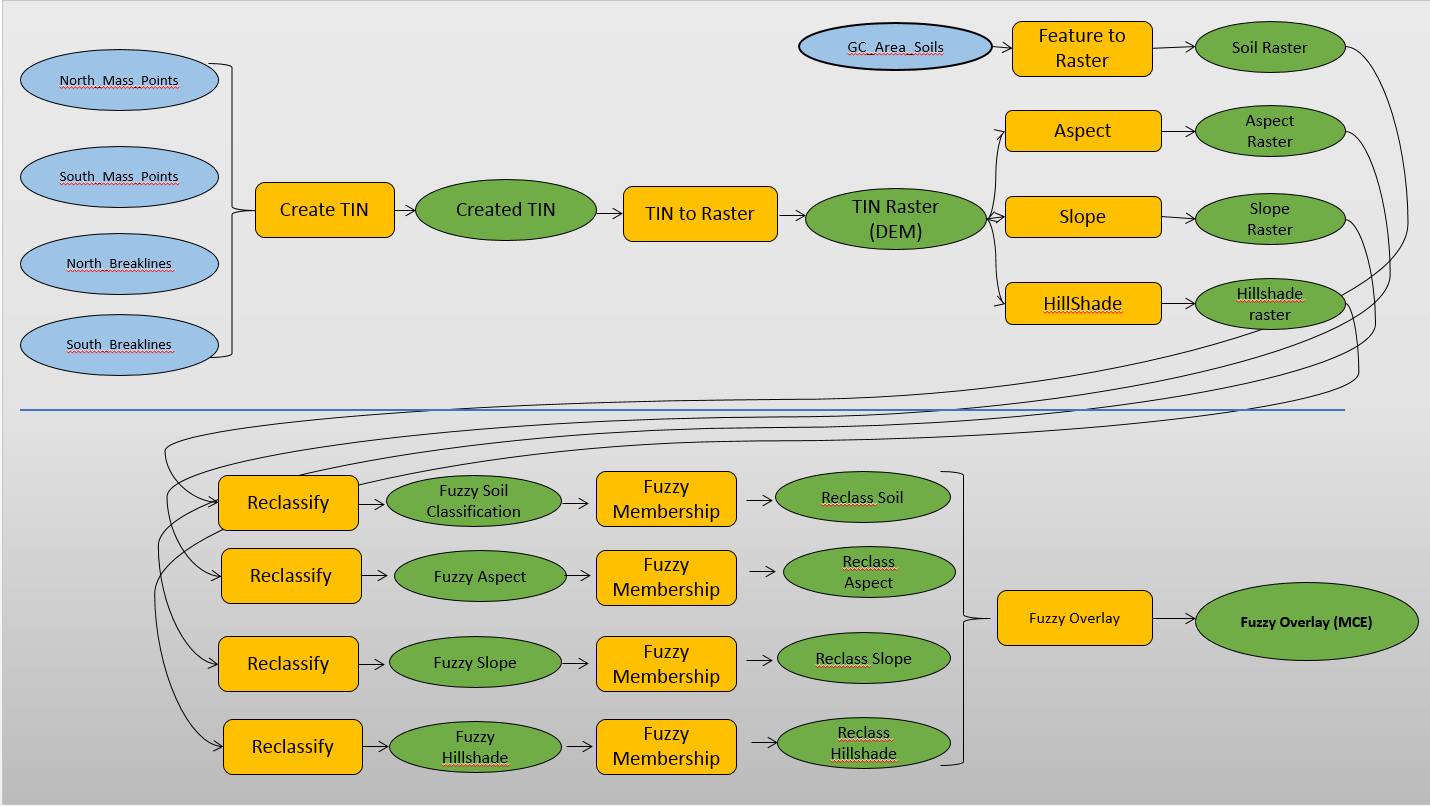 North_Mass_Points
South_Mass_Points
North_Breaklines
South_Breaklines
Create TIN
Created TIN
TIN to Raster
TIN Raster
(DEM)
GC_Area_Soils
Feature to
Raster
Soil Raster
Aspect
Aspect
Raster
Slope
Slope
Raster
HillShade
Hillshade
raster
Reclassify
Fuzzy Soil
Classification
Fuzzy
Membership
Reclass Soil
Reclassify
Fuzzy Aspect
Fuzzy
Membership
Reclass
Aspect
Reclassify
Fuzzy Slope
Fuzzy
Membership
Reclass Slope
Reclassify
Fuzzy
Hillshade
Fuzzy
Membership
Reclass
Hillshade
Fuzzy Overlay
Fuzzy Overlay (MCE)